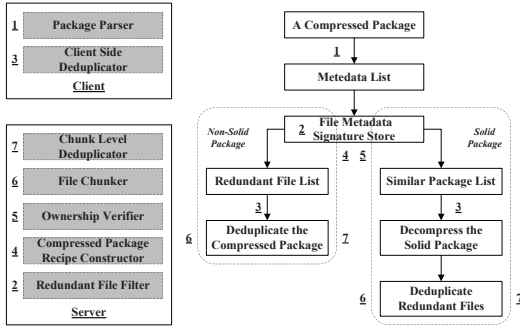 1 Package Parser
3 Client Side
Deduplicator
Client
7 Chunk Level
Deduplicator
6 File Chunker
5 Ownership Verifier
4 Compressed Package
Recipe Constructor
2 Redundant File Filter
Server
A Compressed Package
1
Metedata List
Non-Solid
Package
2 File Metadata
Signature Store
Solid
Package
4 5
Redundant File List
Similar Package List
3
3
6
Deduplicate the
Compressed Package
7
Decompress the
Solid Package
6
Deduplicate
Redundant Files
7